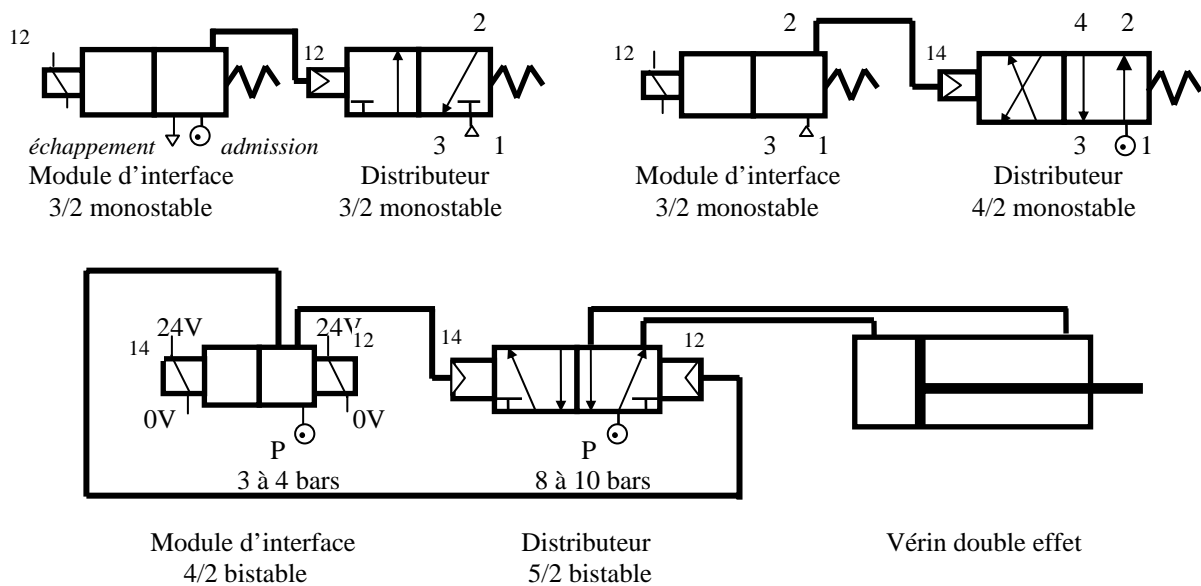 12
12
2
échappement
admission
3
1
Module d’interface
3/2 monostable
Distributeur
3/2 monostable
12
2
14
4
2
3
1
3
1
Module d’interface
3/2 monostable
Distributeur
4/2 monostable
24V
24V
14
12
0V
0V
P
3 à 4 bars
14
12
P
8 à 10 bars
Module d’interface
4/2 bistable
Distributeur
5/2 bistable
Vérin double effet